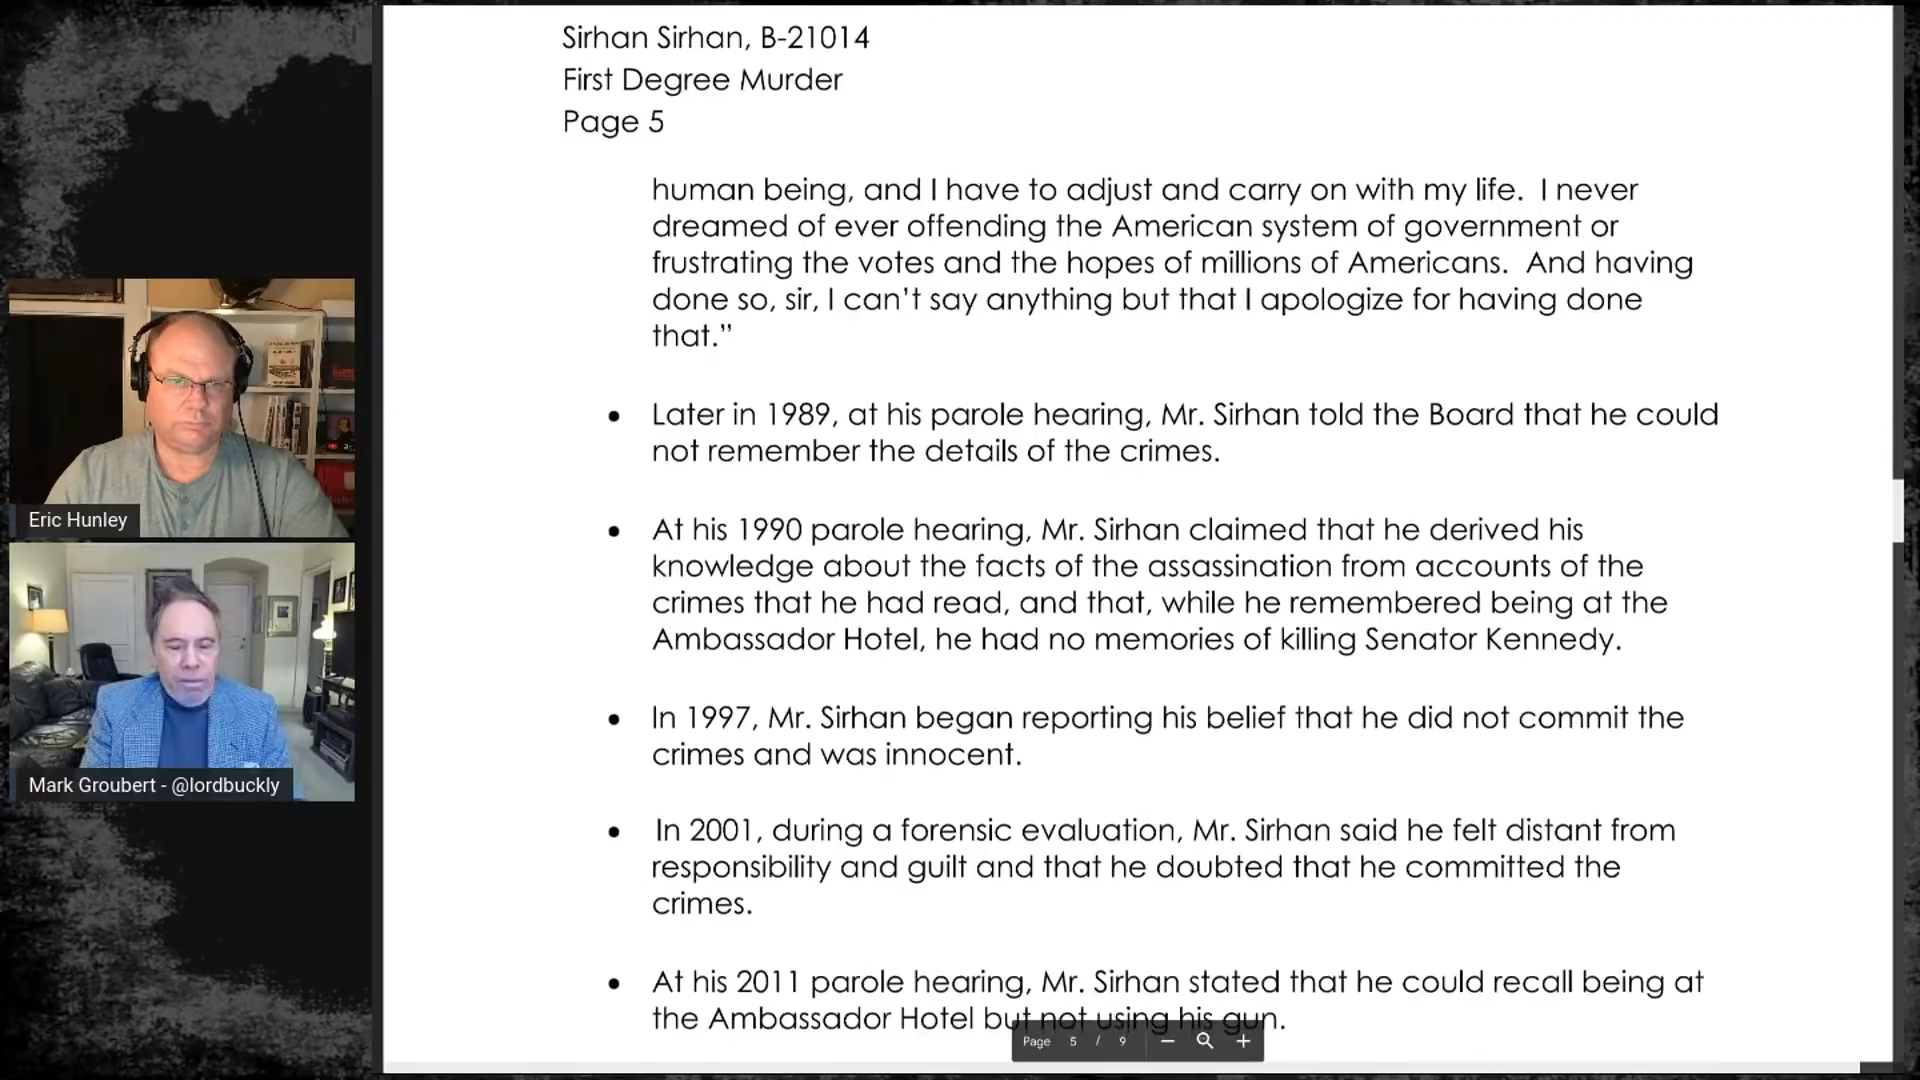 Sirhan Sirhan, B-21014
First Degree Murder
Page 5
human being, and I have to adjust and carry on with my life. I never
dreamed of ever offending the American system of government or
frustrating the votes and the hopes of millions of Americans. And having
done so, sir, I can't say anything but that I apologize for having done
that.”
• Later in 1989, at his parole hearing, Mr. Sirhan told the Board that he could
not remember the details of the crimes.
• At his 1990 parole hearing, Mr. Sirhan claimed that he derived his
knowledge about the facts of the assassination from accounts of the
crimes that he had read, and that, while he remembered being at the
Ambassador Hotel, he had no memories of killing Senator Kennedy.
• In 1997, Mr. Sirhan began reporting his belief that he did not commit the
crimes and was innocent.
• In 2001, during a forensic evaluation, Mr. Sirhan said he felt distant from
responsibility and guilt and that he doubted that he committed the
crimes.
• At his 2011 parole hearing, Mr. Sirhan stated that he could recall being at
the Ambassador Hotel but not using his gun.
Page 5 / 9
Eric Hunley
Mark Groubert - @lordbuckly